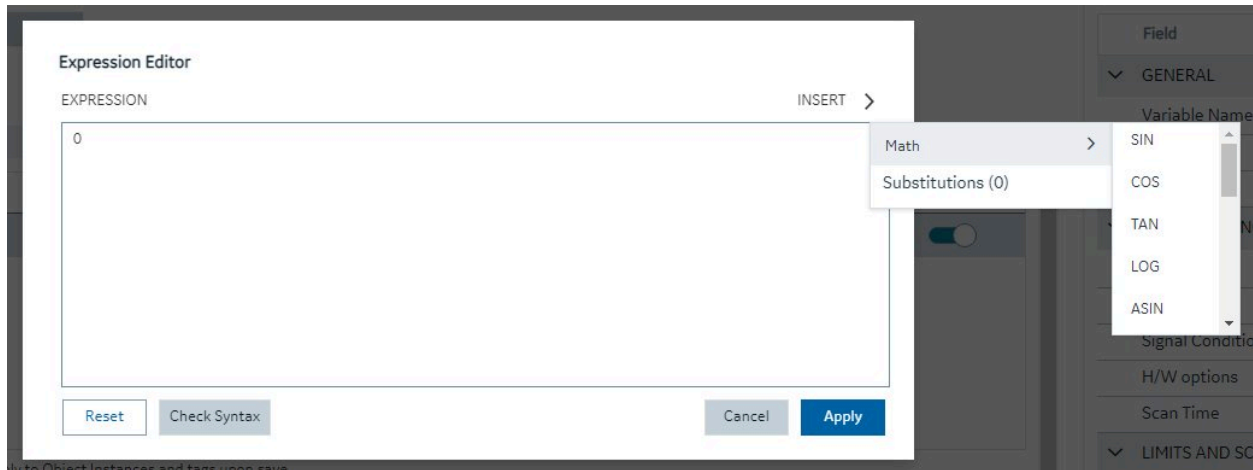 Expression Editor
EXPRESSION
INSERT >
0
Math >
Substitutions (0)
SIN
COS
TAN
LOG
ASIN
Reset
Check Syntax
Cancel
Apply
Field
GENERAL
Variable Name
Signal Conditio
H/W options
Scan Time
LIMITS AND SC
to Object Instances and tags upon save